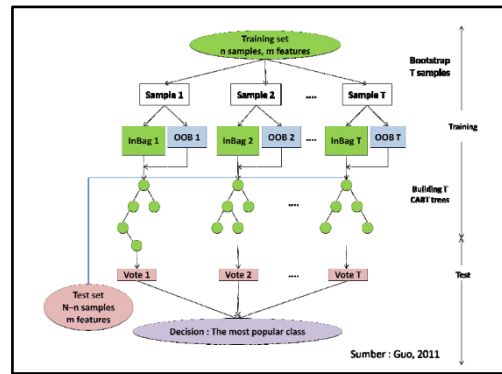 Training set
n samples, m features
Bootstrap
T samples
Sample 1
Sample 2
....
Sample T
InBag 1
OOB 1
InBag 2
OOB 2
....
InBag T
OOB T
Training
Building T
CART trees
....
Vote 1
Vote 2
....
Vote T
Test
Test set
N–n samples
m features
Decision : The most popular class
Sumber : Guo, 2011